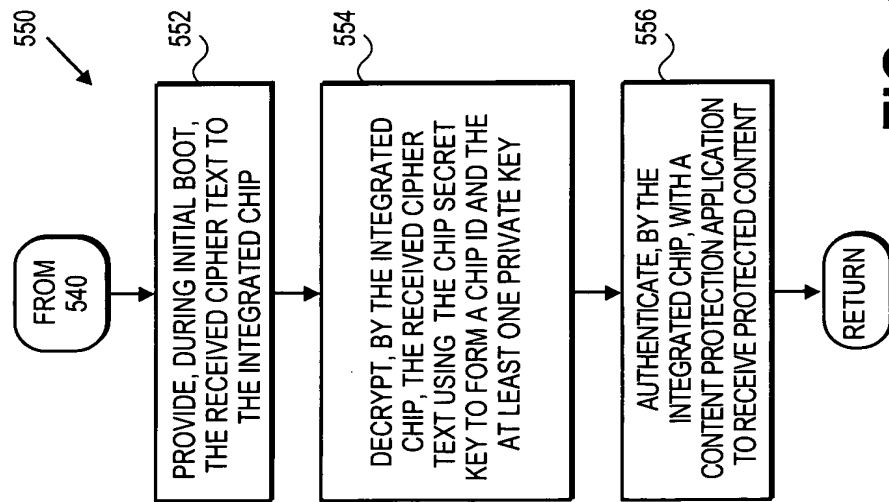 550
FROM
540
552
PROVIDE, DURING INITIAL BOOT,
THE RECEIVED CIPHER TEXT TO
THE INTEGRATED CHIP
554
DECRYPT, BY THE INTEGRATED
CHIP, THE RECEIVED CIPHER
TEXT USING THE CHIP SECRET
KEY TO FORM A CHIP ID AND THE
AT LEAST ONE PRIVATE KEY
556
AUTHENTICATE, BY THE
INTEGRATED CHIP, WITH A
CONTENT PROTECTION APPLICATION
TO RECEIVE PROTECTED CONTENT
RETURN